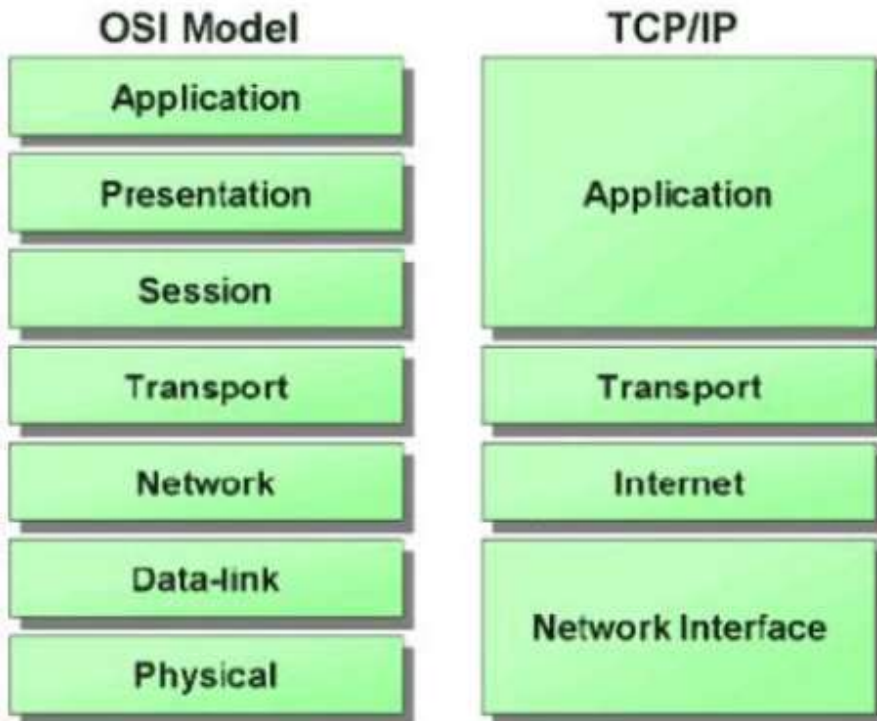 OSI Model
Application
Presentation
Session
Transport
Network
Data-link
Physical
TCP/IP
Application
Transport
Internet
Network Interface